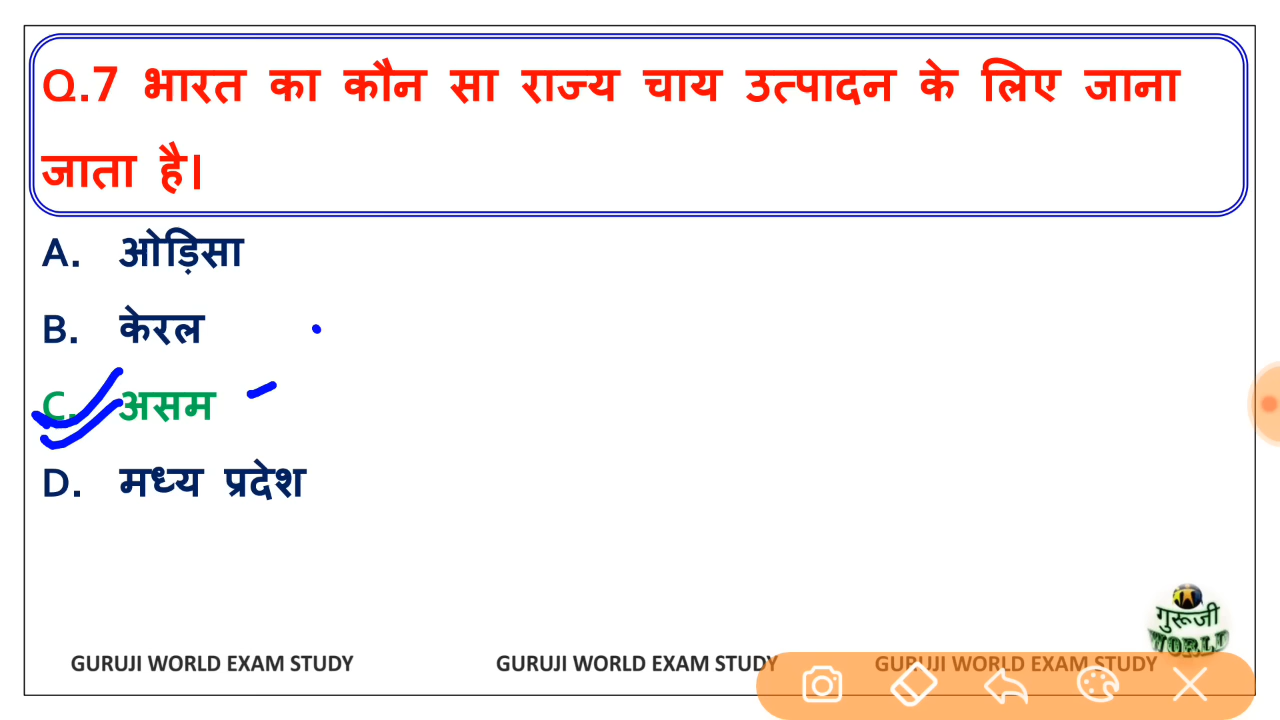 Q.7 भारत का कौन सा राज्य चाय उत्पादन के लिए जाना
जाता है।
A. ओड़िसा
B. केरल
C. असम
D. मध्य प्रदेश
गुरूजी
WORLD
GURUJI WORLD EXAM STUDY GURUJI WORLD EXAM STUDY GURUJI WORLD EXAM STUDY